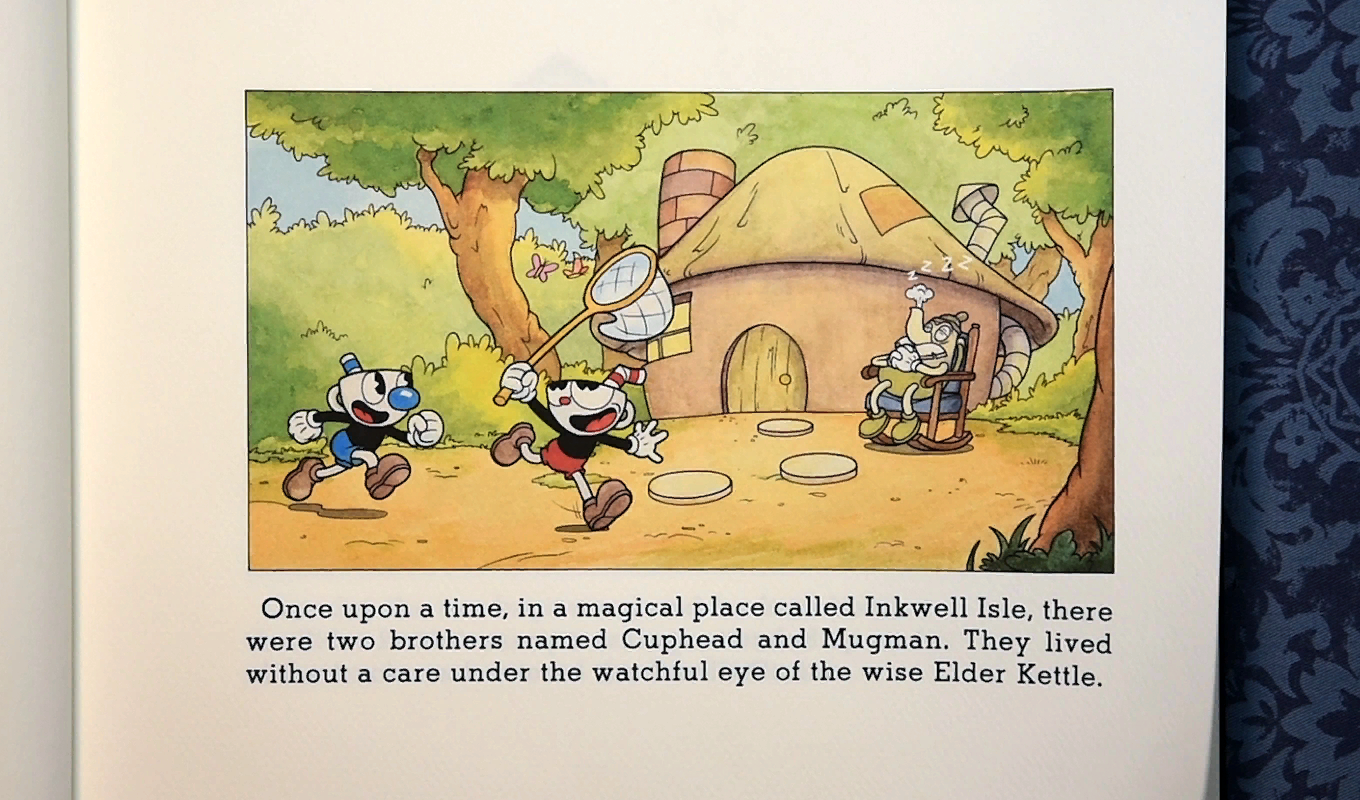 z z z z
Once upon a time, in a magical place called Inkwell Isle, there
were two brothers named Cuphead and Mugman. They lived
without a care under the watchful eye of the wise Elder Kettle.